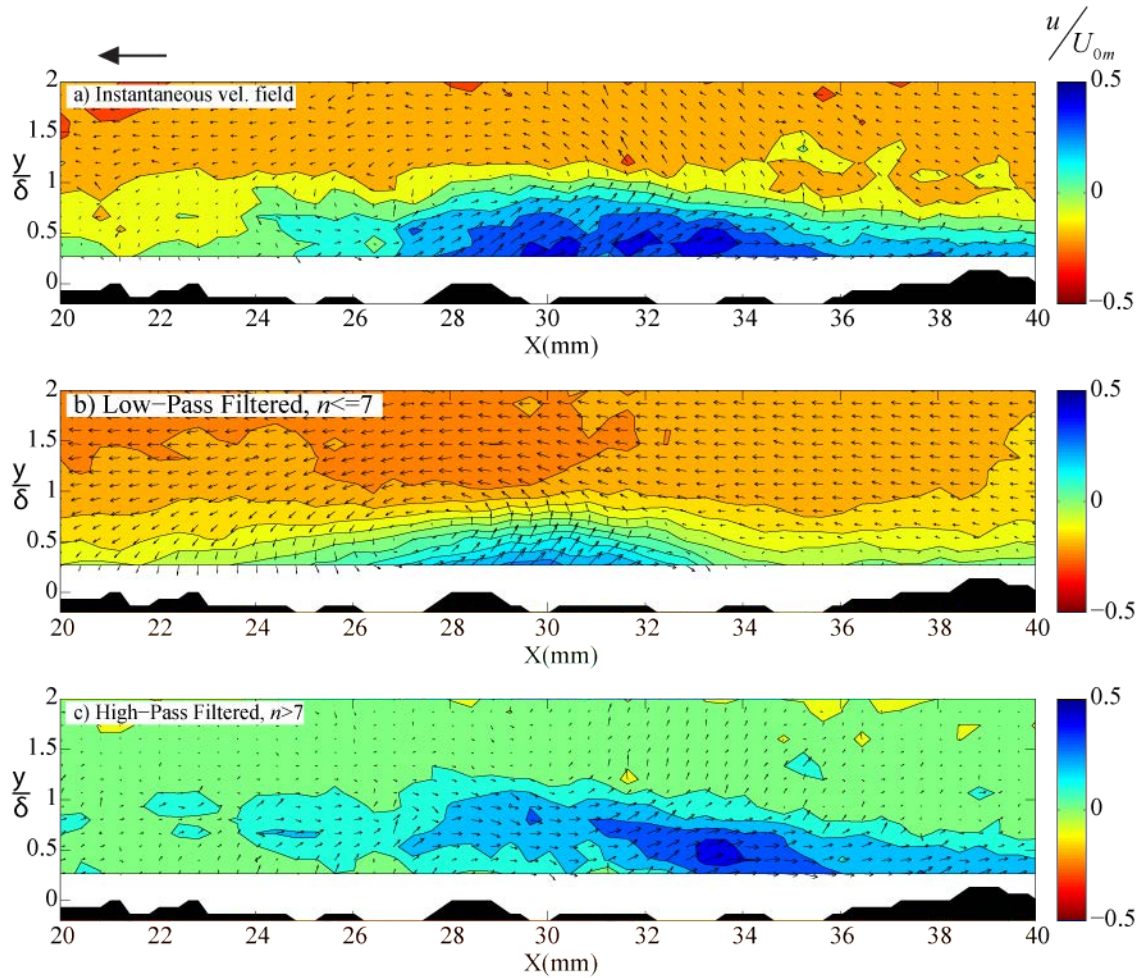 u/U0m
a) Instantaneous vel. field
2
1.5
1
0.5
0
y/δ
20 22 24 26 28 30 32 34 36 38 40
X(mm)
0.5
0
−0.5
b) Low−Pass Filtered, n<=7
2
1.5
1
0.5
0
y/δ
20 22 24 26 28 30 32 34 36 38 40
X(mm)
0.5
0
−0.5
c) High−Pass Filtered, n>7
2
1.5
1
0.5
0
y/δ
20 22 24 26 28 30 32 34 36 38 40
X(mm)
0.5
0
−0.5